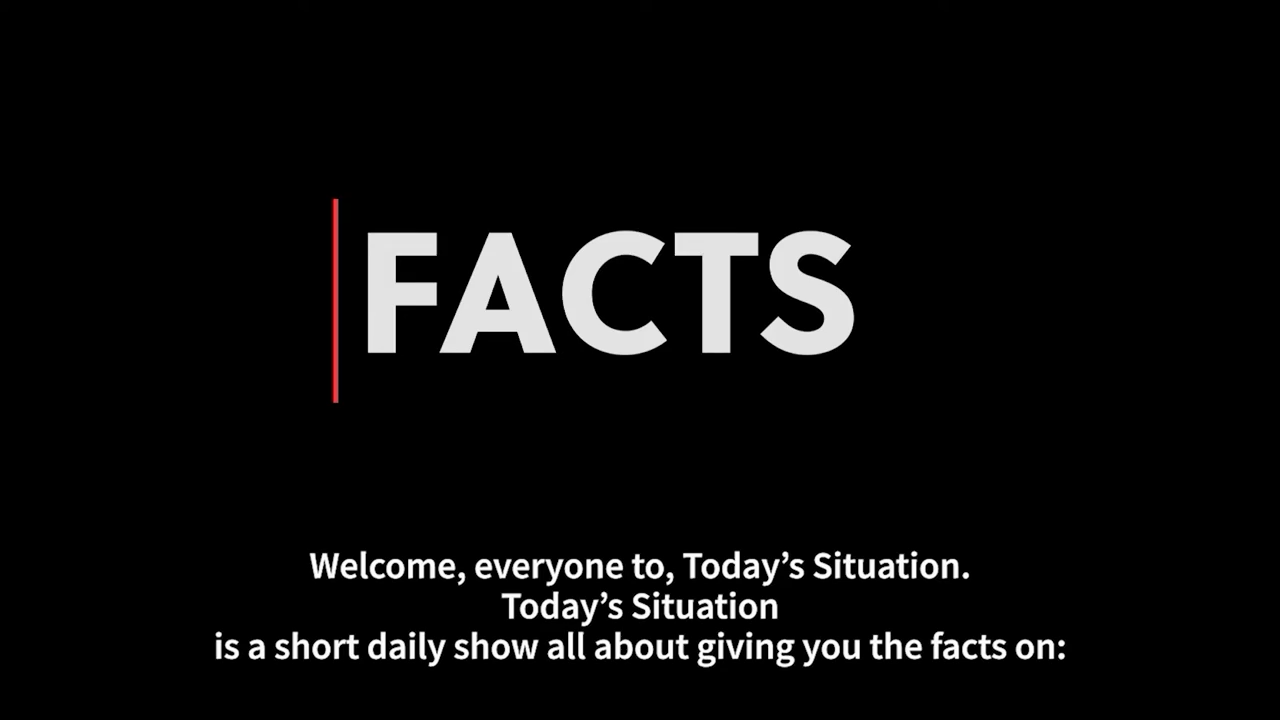 FACTS
Welcome, everyone to, Today’s Situation.
Today’s Situation
is a short daily show all about giving you the facts on: